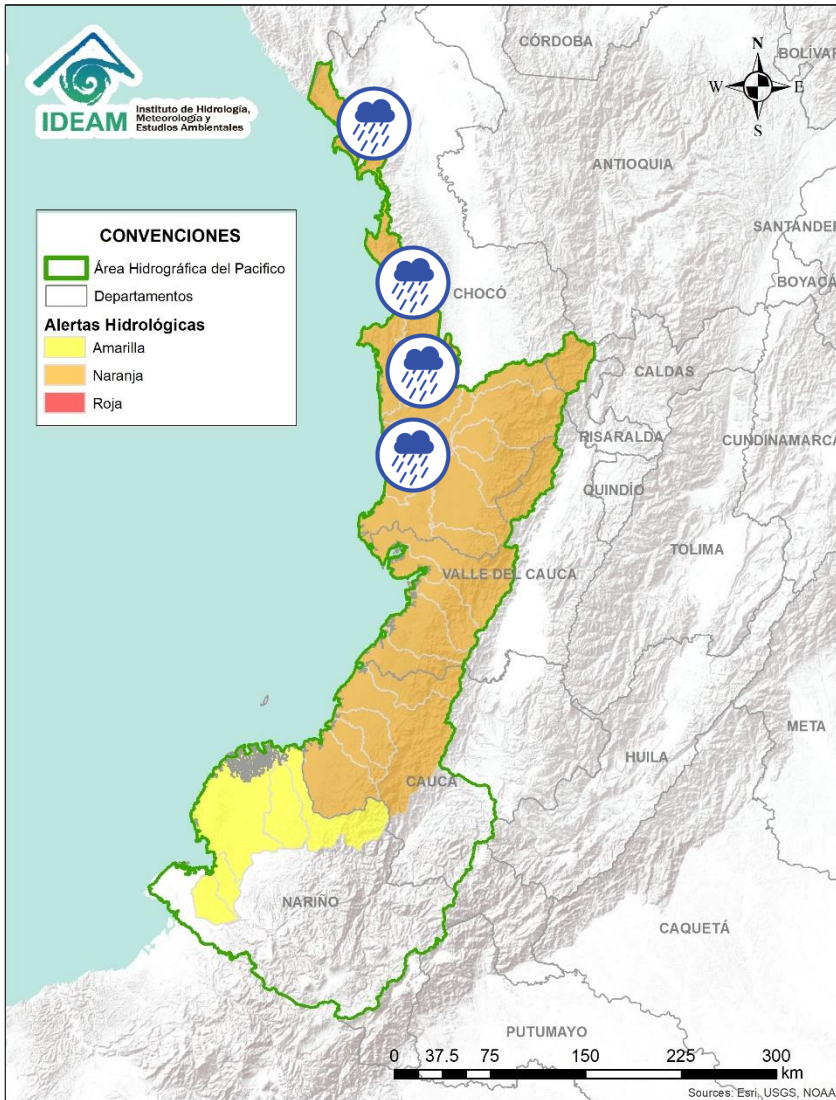 IDEAM
Instituto de Hidrología,
Meteorología y
Estudios Ambientales
CÓRDOBA
BOLÍVAR
N
W
E
S
ANTIOQUIA
SANTANDER
BOYACÁ
CONVENCIONES
Área Hidrográfica del Pacifico
Departamentos
Alertas Hidrológicas
Amarilla
Naranja
Roja
CHOCÓ
CALDAS
RISARALDA
CUNDINAMARCA
QUINDÍO
TOLIMA
VALLE DEL CAUCA
META
HUILA
CAUCA
NARIÑO
CAQUETÁ
PUTUMAYO
0 37.5 75 150 225 300
km
Sources: Esri, USGS, NOAA